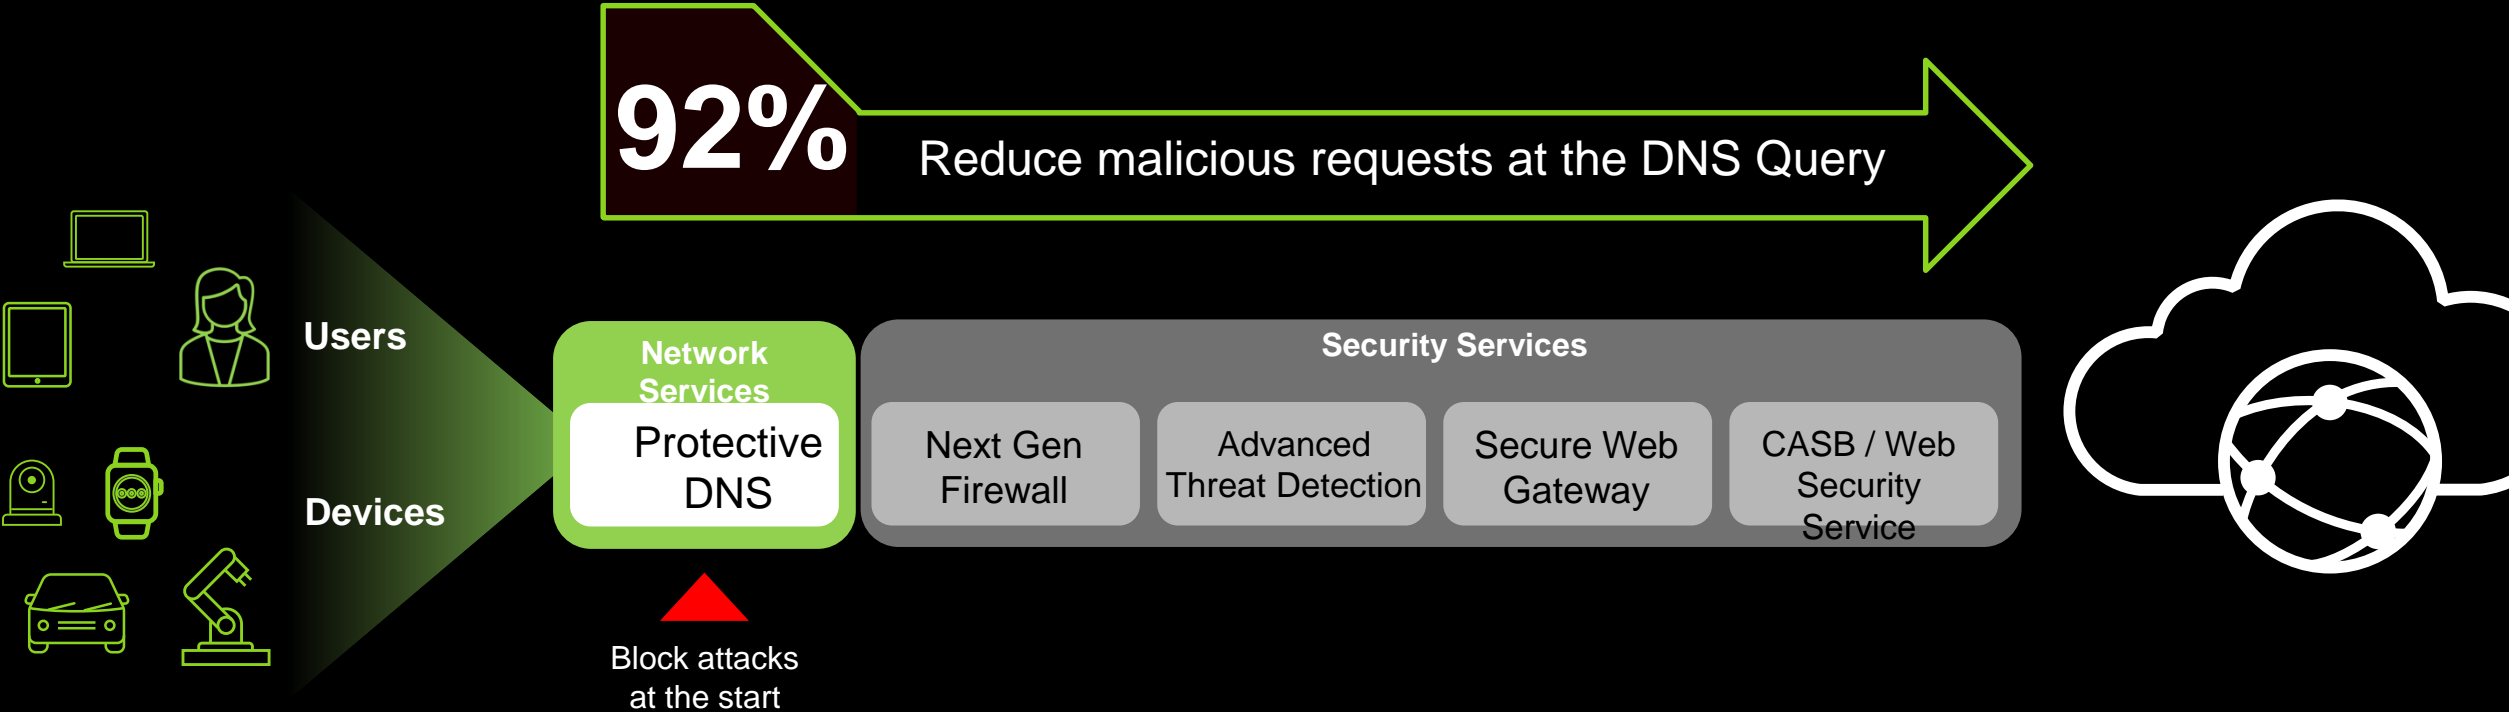 92%
Reduce malicious requests at the DNS Query
Users
Devices
Network
Services
Protective
DNS
Security Services
Next Gen
Firewall
Advanced
Threat Detection
Secure Web
Gateway
CASB / Web
Security
Service
Block attacks
at the start